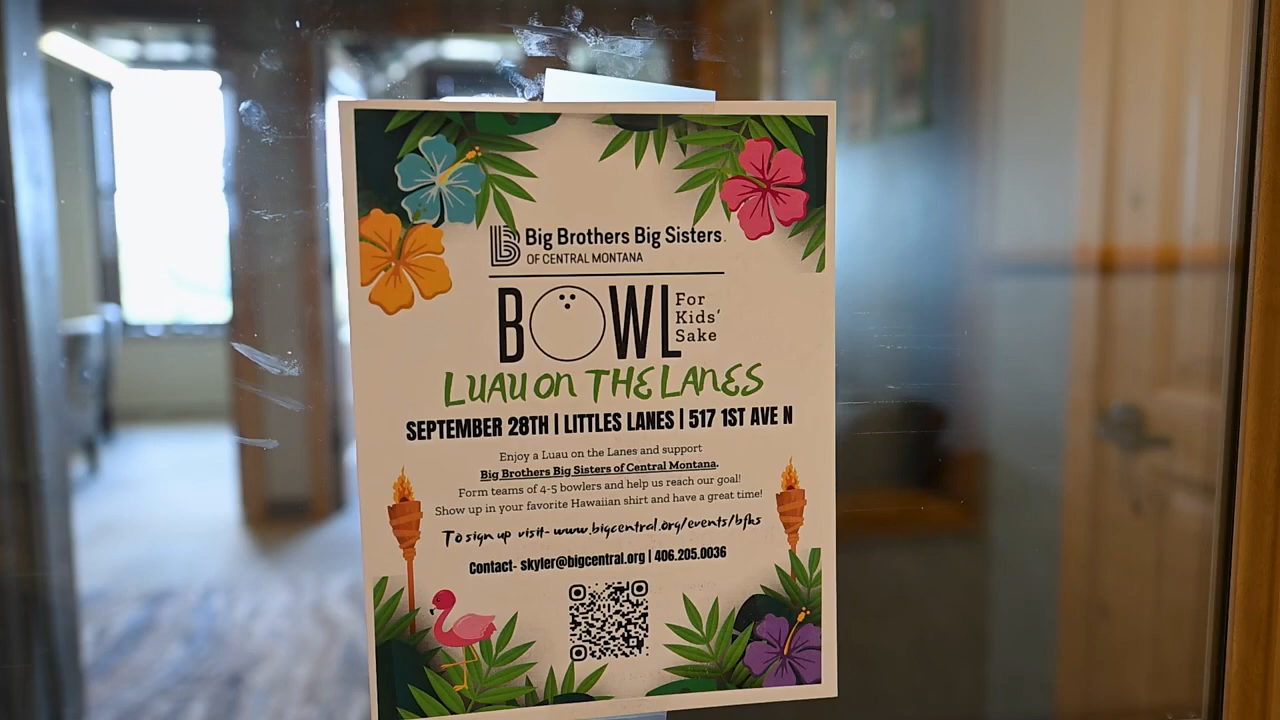 Big Brothers Big Sisters.
OF CENTRAL MONTANA
BOWL For Kids' Sake
LUAU on THE LANES
SEPTEMBER 28TH | LITTLES LANES | 517 1ST AVE N
Enjoy a Luau on the Lanes and support
Big Brothers Big Sisters of Central Montana.
Form teams of 4-5 bowlers and help us reach our goal!
Show up in your favorite Hawaiian shirt and have a great time!
To sign up visit- www.bigcentral.org/events/bfks
Contact- skyler@bigcentral.org | 406.205.0036